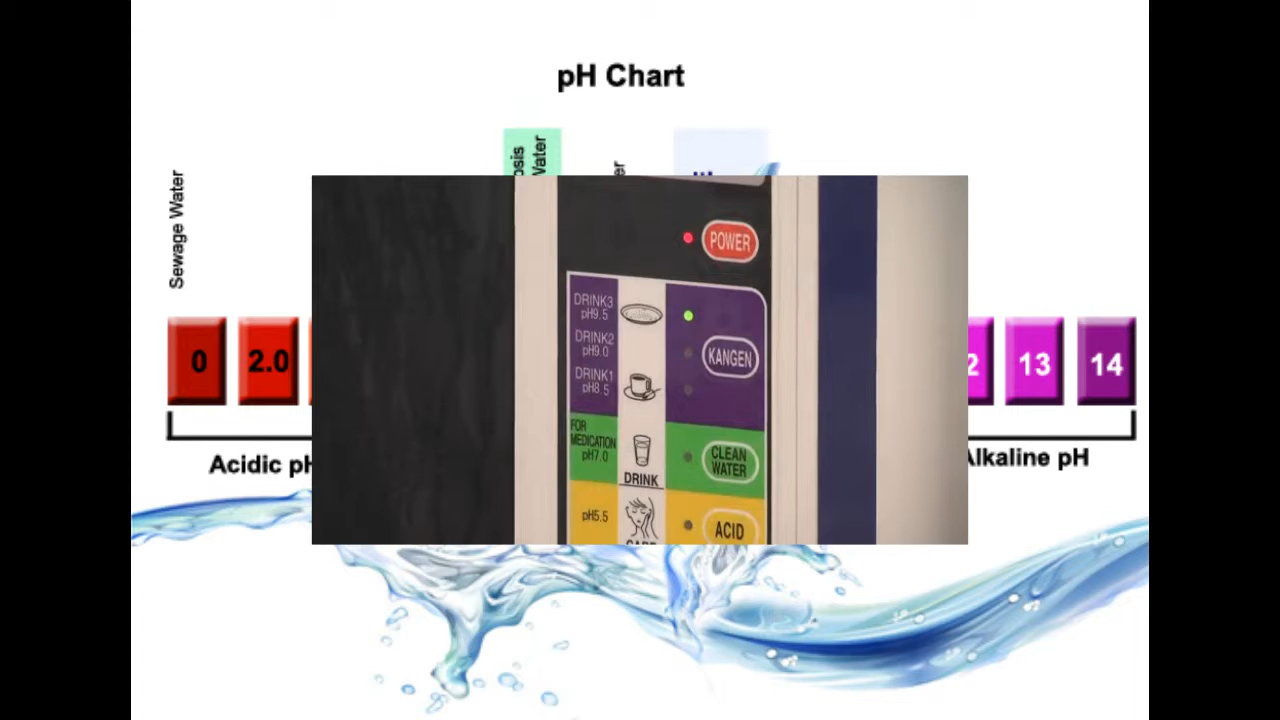 pH Chart
Sewage Water
Water
0
2.0
13
14
Acidic pH
Alkaline pH
POWER
DRINK3
pH9.5
DRINK2
pH9.0
DRINK1
pH8.5
KANGEN
FOR
MEDICATION
pH7.0
CLEAN
WATER
DRINK
pH5.5
ACID